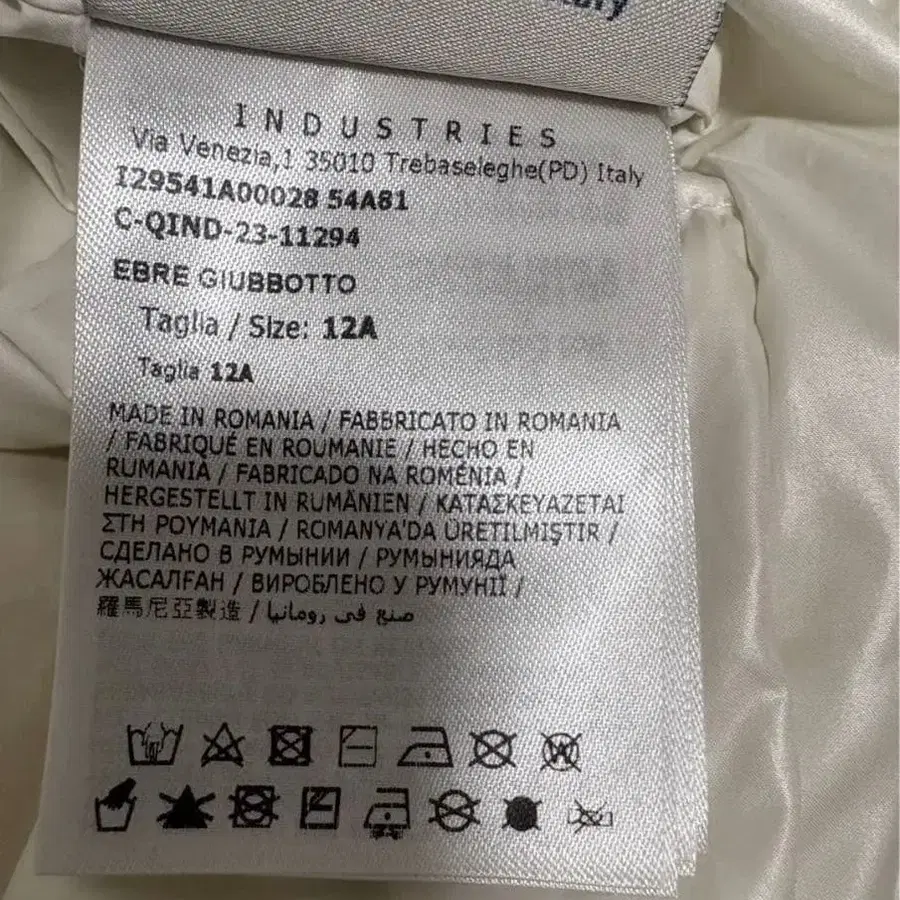 INDUSTRIES
Via Venezia,1 35010 Trebaseleghe(PD) Italy
I29541A00028 54A81
C-QIND-23-11294
EBRE GIUBBOTTO
Taglia / Size: 12A
Taglia 12A
MADE IN ROMANIA / FABBRICATO IN ROMANIA
/ FABRIQUÉ EN ROUMANIE / HECHO EN
RUMANIA / FABRICADO NA ROMÉNIA /
HERGESTELLT IN RUMÄNIEN / ΚΑΤΑΣΚΕΥΑΖΕΤΑΙ
ΣΤΗ ΡΟΥΜΑΝΙΑ / ROMANYA'DA ÜRETILMIŞTIR /
СДЕЛАНО В РУМЫНИИ / РУМЫНИЯДА
ЖАСАЛҒАН / ВИРОБЛЕНО У РУМУНІЇ /
羅馬尼亞製造 / صنع في رومانيا